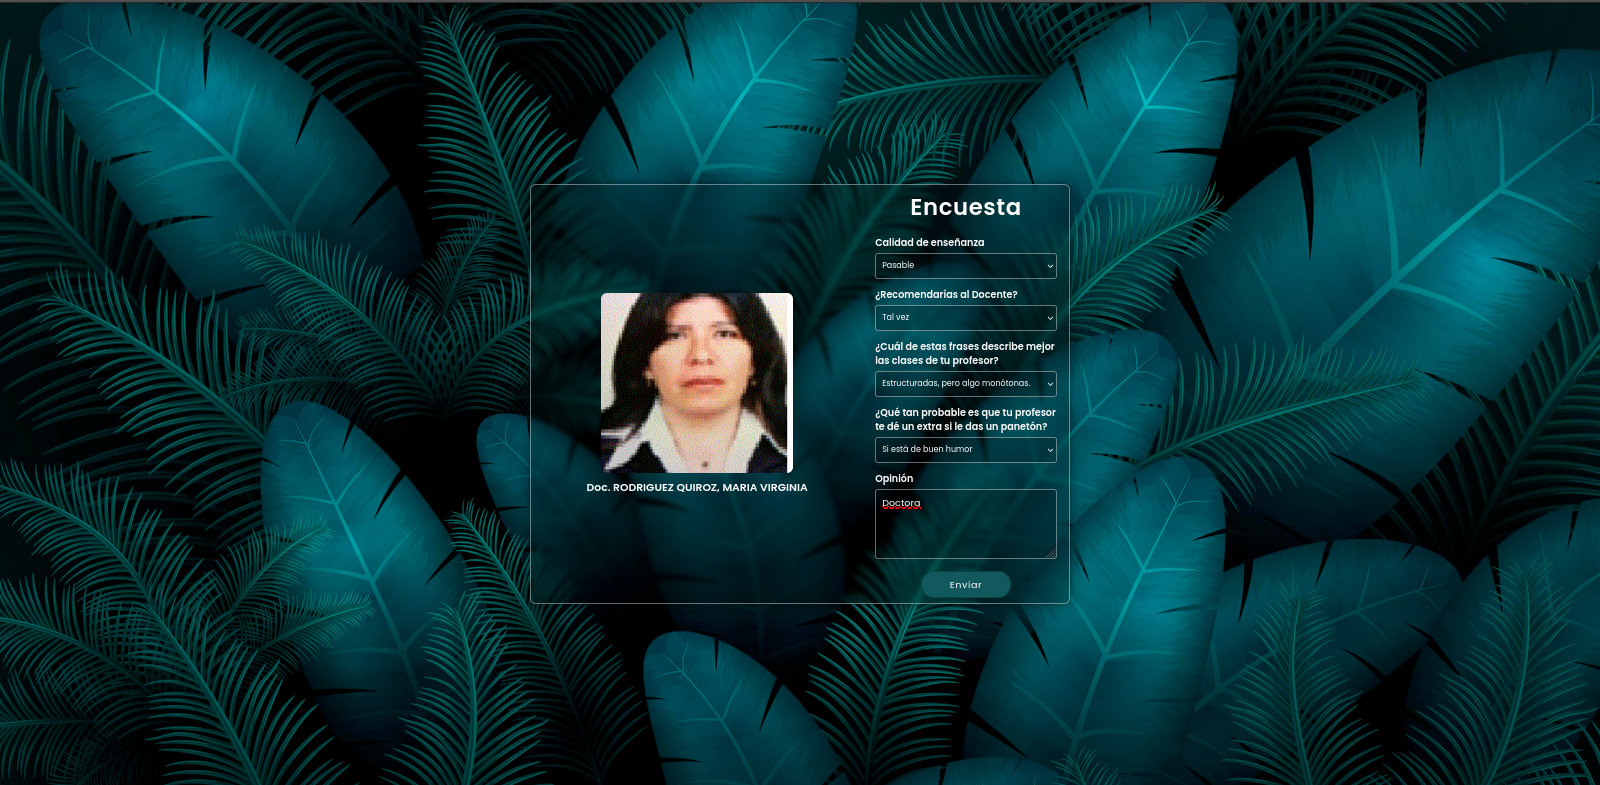 Encuesta
Calidad de enseñanza
Pasable
¿Recomendarías al Docente?
Tal vez
¿Cuál de estas frases describe mejor
las clases de tu profesor?
Estructuradas, pero algo monótonas.
¿Qué tan probable es que tu profesor
te dé un extra si le das un panetón?
Si está de buen humor
Opinión
Doctora
Enviar
Doc. RODRIGUEZ QUIROZ, MARIA VIRGINIA